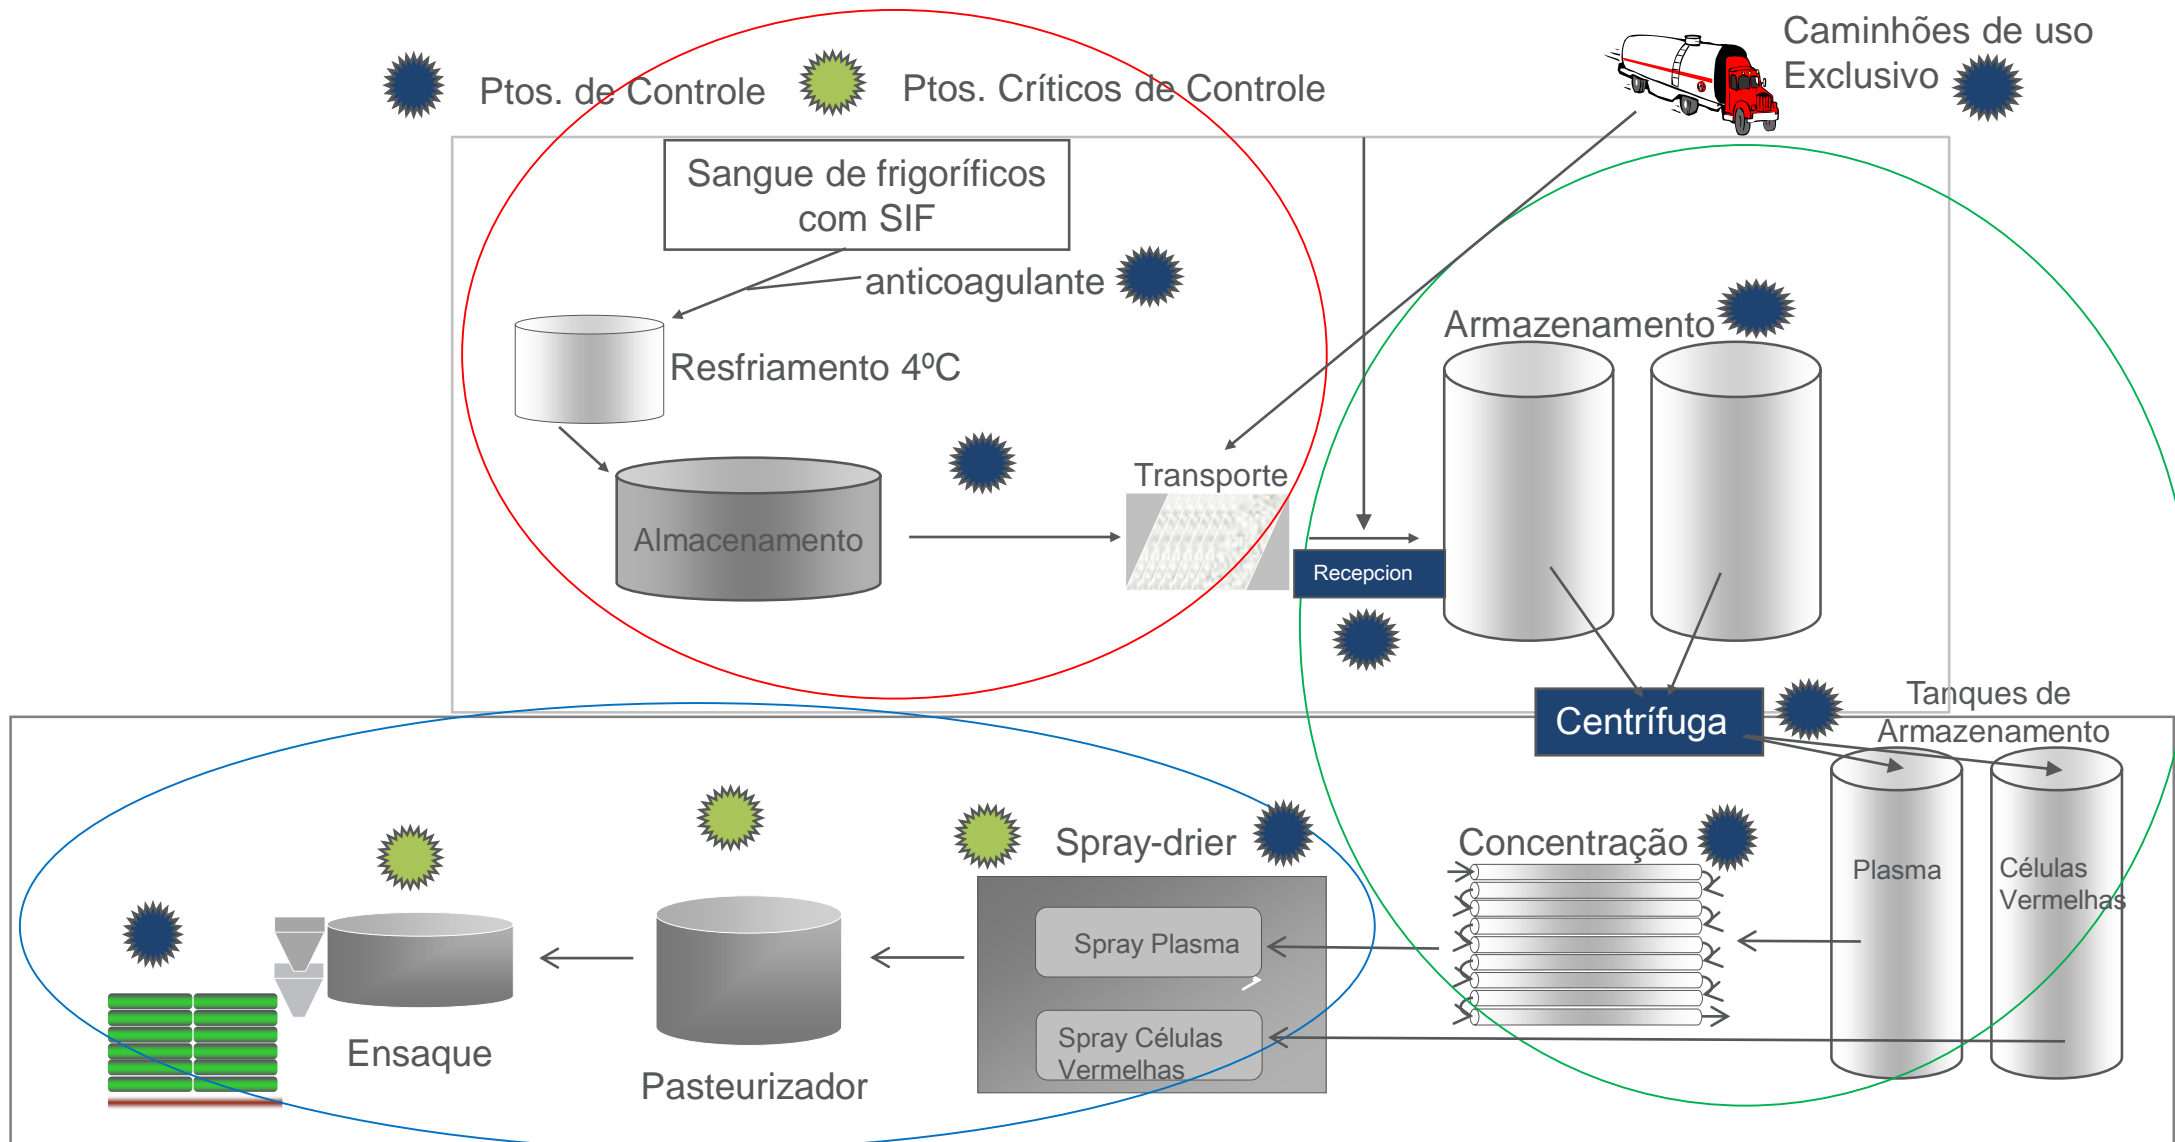 Caminhões de uso
Exclusivo
Ptos. de Controle
Ptos. Críticos de Controle
Sangue de frigoríficos
com SIF
anticoagulante
Resfriamento 4ºC
Armazenamento
Transporte
Almacenamento
Recepcion
Centrífuga
Tanques de
Armazenamento
Spray-drier
Concentração
Plasma
Células
Vermelhas
Spray Plasma
Spray Células
Vermelhas
Ensaque
Pasteurizador